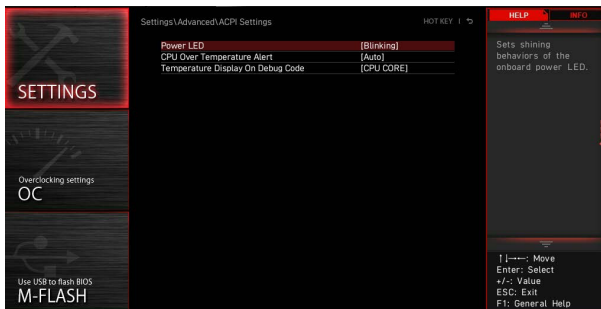 Settings\Advanced\ACPI Settings
HOT KEY | ↰
HELP
INFO
Power LED [Blinking]
CPU Over Temperature Alert [Auto]
Temperature Display On Debug Code [CPU CORE]
Sets shining
behaviors of the
onboard power LED.
SETTINGS
Overclocking settings
OC
Use USB to flash BIOS
M-FLASH
↑↓→←: Move
Enter: Select
+/-: Value
ESC: Exit
F1: General Help